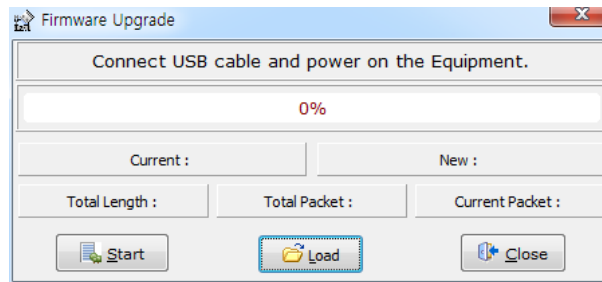 Firmware Upgrade
Connect USB cable and power on the Equipment.
0%
Current : New :
Total Length : Total Packet : Current Packet :
Start Load Close